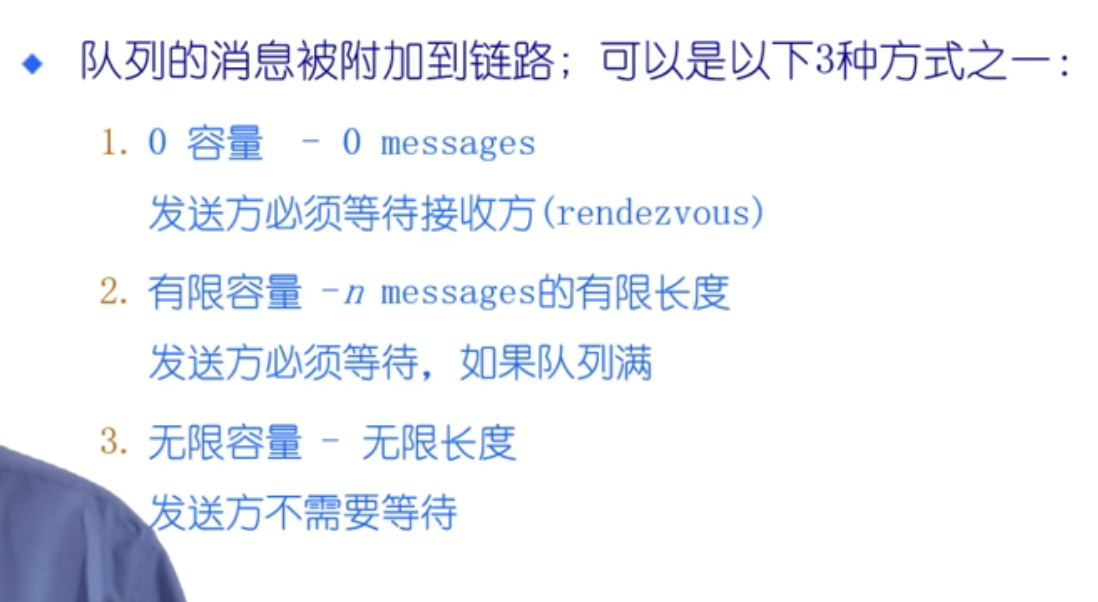 队列的消息被附加到链路；可以是以下3种方式之一：
1. 0 容量 - 0 messages
发送方必须等待接收方(rendezvous)
2. 有限容量 -n messages的有限长度
发送方必须等待，如果队列满
3. 无限容量 - 无限长度
发送方不需要等待